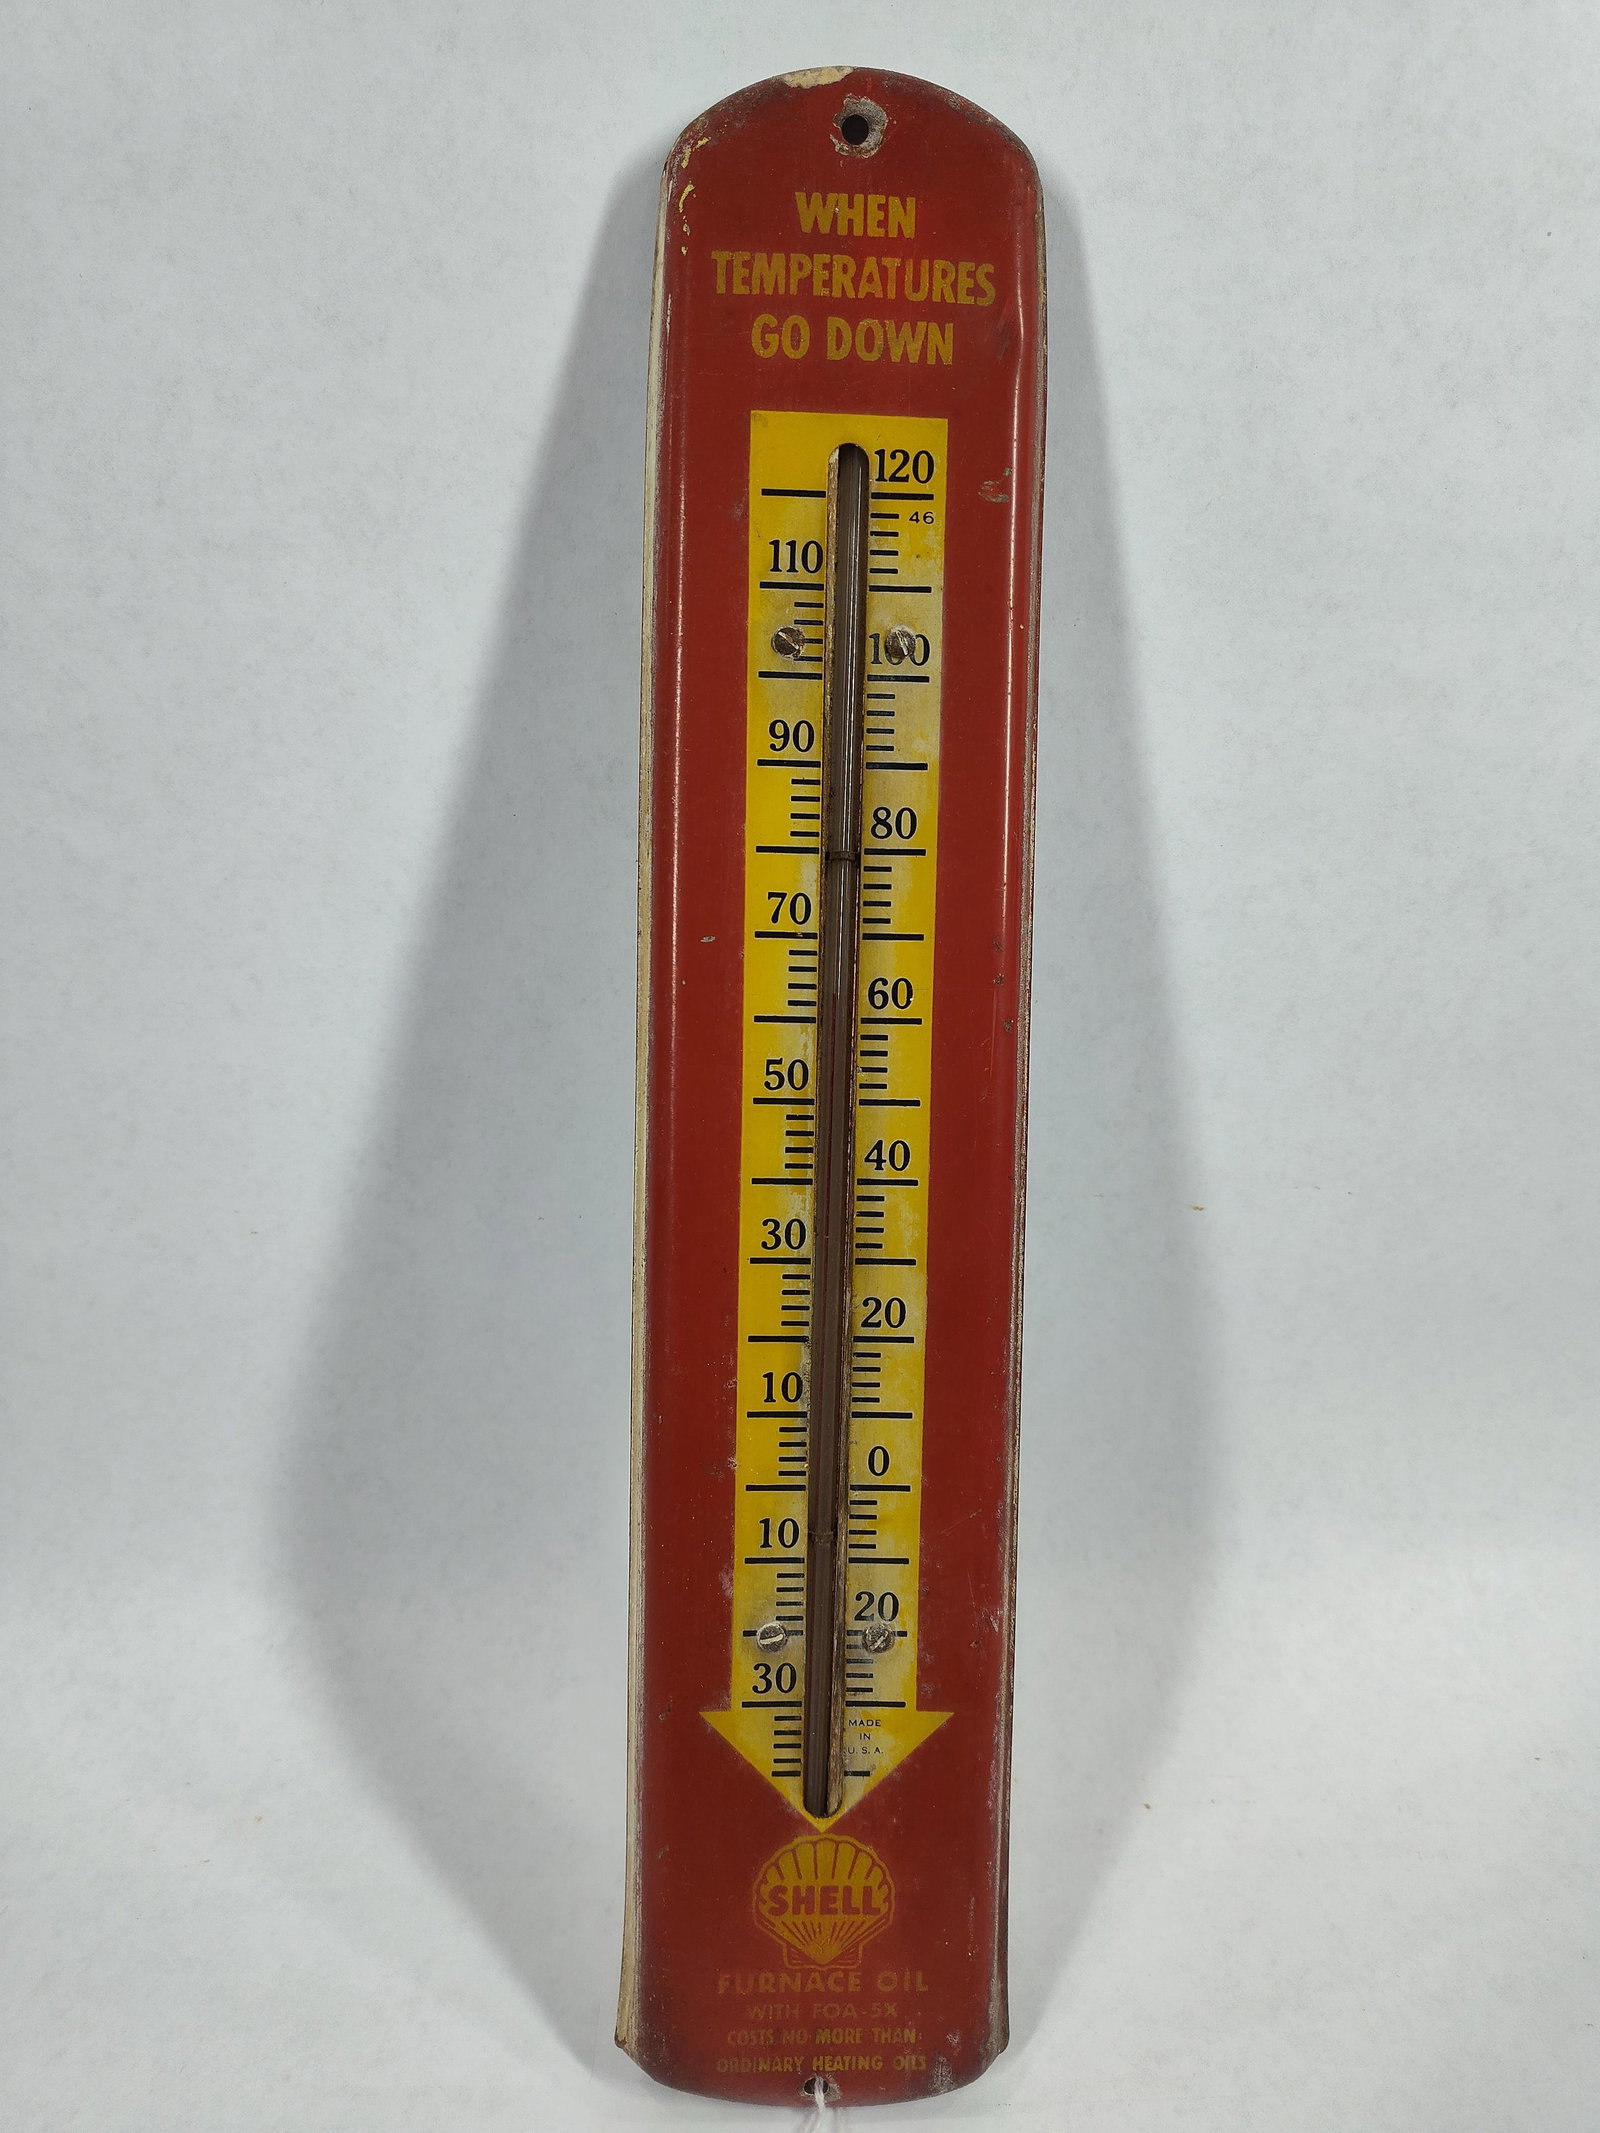 WHEN
TEMPERATURES
GO DOWN
120
46
110
100
90
80
70
60
50
40
30
20
10
0
10
20
30
MADE
IN
U.S.A.
SHELL
FURNACE OIL
WITH FOA-5X
COSTS NO MORE THAN
ORDINARY HEATING OILS